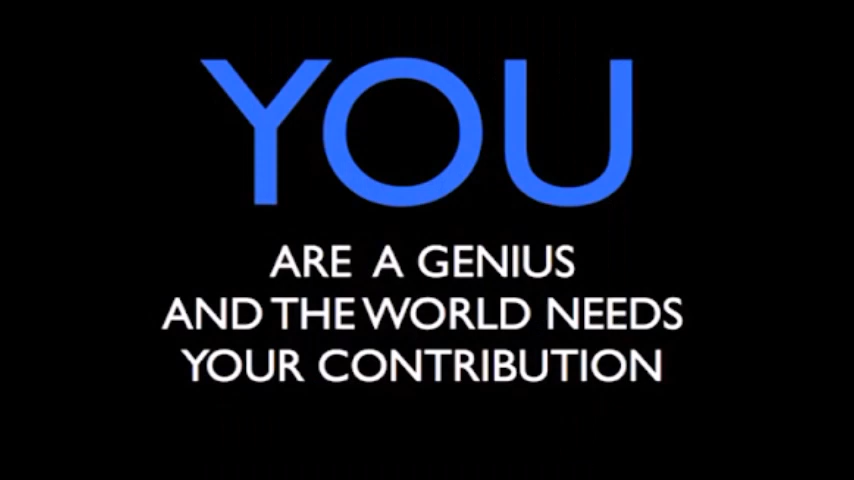 YOU
ARE A GENIUS
AND THE WORLD NEEDS
YOUR CONTRIBUTION